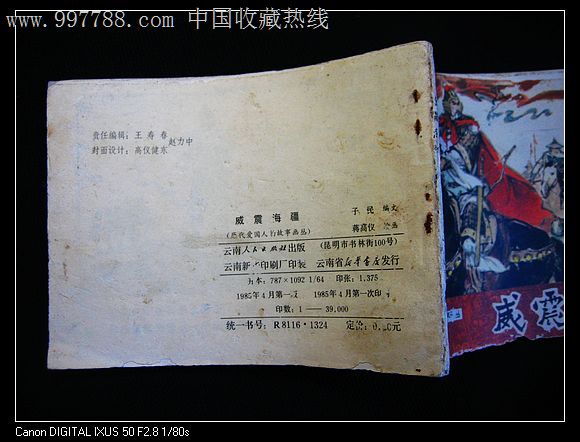 www.997788.com 中国收藏热线
责任编辑：王寿春 赵力中
封面设计：高仪健东
威震海疆
(历代爱国人物故事画丛)
子民 编文
蒋高仪 绘画
云南人民出版社出版 (昆明市书林街100号)
云南新华印刷厂印装 云南省新华书店发行
开本：787×1092 1/64 印张：1.375
1985年4月第一版 1985年4月第一次印刷
印数：1—39,000
统一书号：R8116·1324 定价：0. 元
威震
Canon DIGITAL IXUS 50 F2.8 1/80s